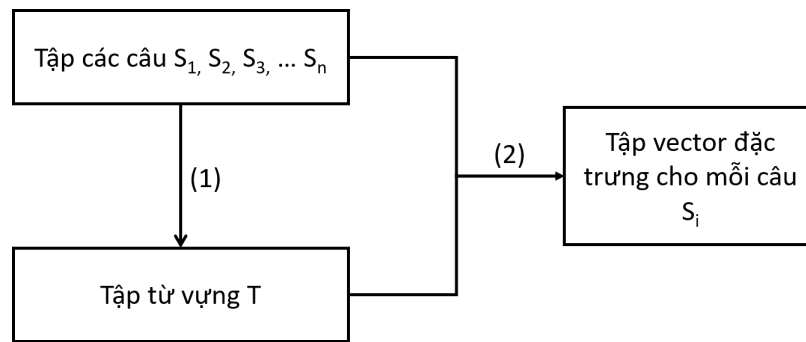 Tập các câu S₁, S₂, S₃, ... Sₙ
(1)
(2)
Tập vector đặc
trưng cho mỗi câu
Sᵢ
Tập từ vựng T